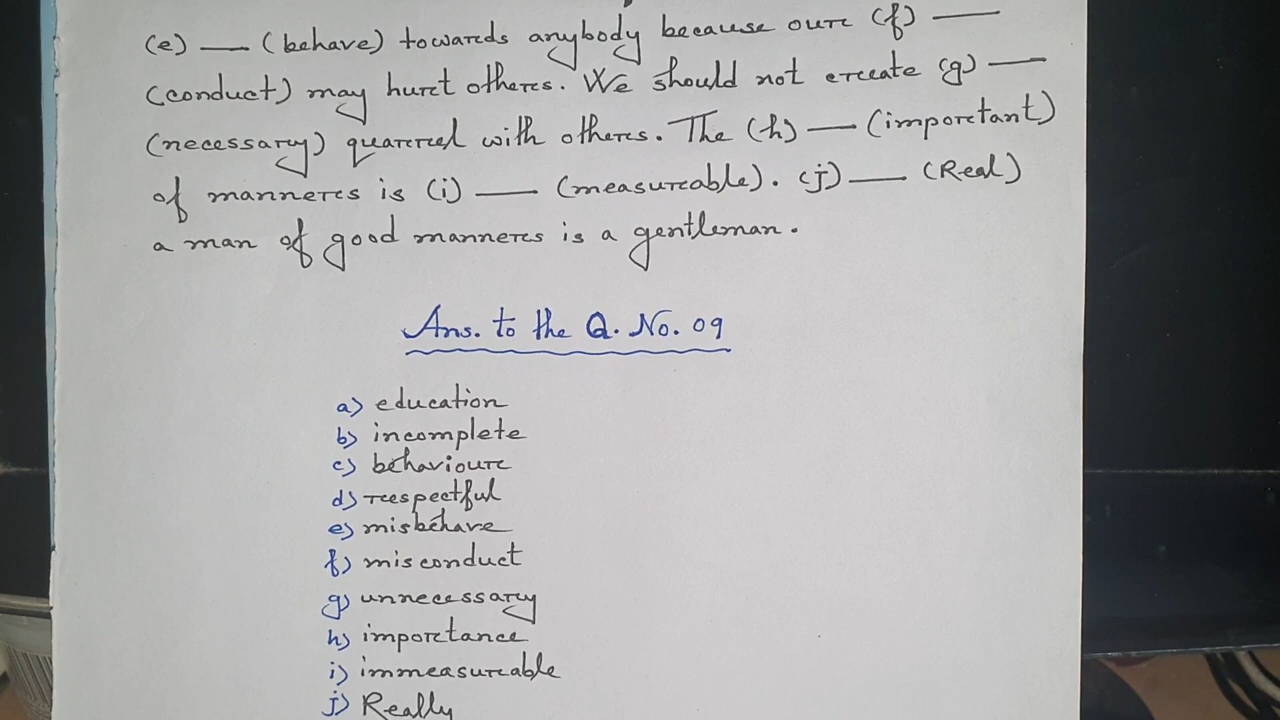 (e) — (behave) towards anybody because our (f) —
(conduct) may hurt others. We should not create (g) —
(necessary) quarrel with others. The (h) — (important)
of manners is (i) — (measurable). (j) — (Real)
a man of good manners is a gentleman.
Ans. to the Q. No. 09
a) education
b) incomplete
c) behaviour
d) respectful
e) misbehave
f) misconduct
g) unnecessary
h) importance
i) immeasurable
j) Really